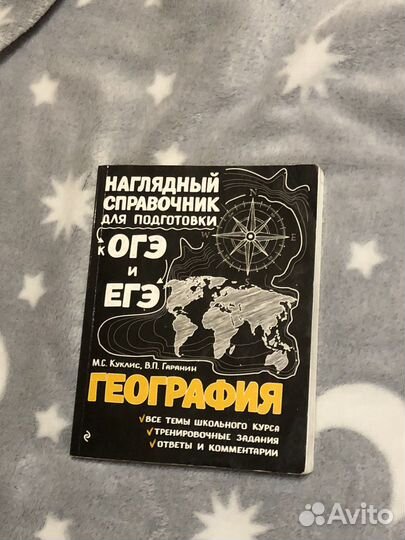 НАГЛЯДНЫЙ
СПРАВОЧНИК
ДЛЯ ПОДГОТОВКИ
К ОГЭ
И
ЕГЭ
N
W
E
М.С. Куклис, В.П. Гаранин
ГЕОГРАФИЯ
✓ВСЕ ТЕМЫ ШКОЛЬНОГО КУРСА
✓ТРЕНИРОВОЧНЫЕ ЗАДАНИЯ
✓ОТВЕТЫ И КОММЕНТАРИИ
Avito